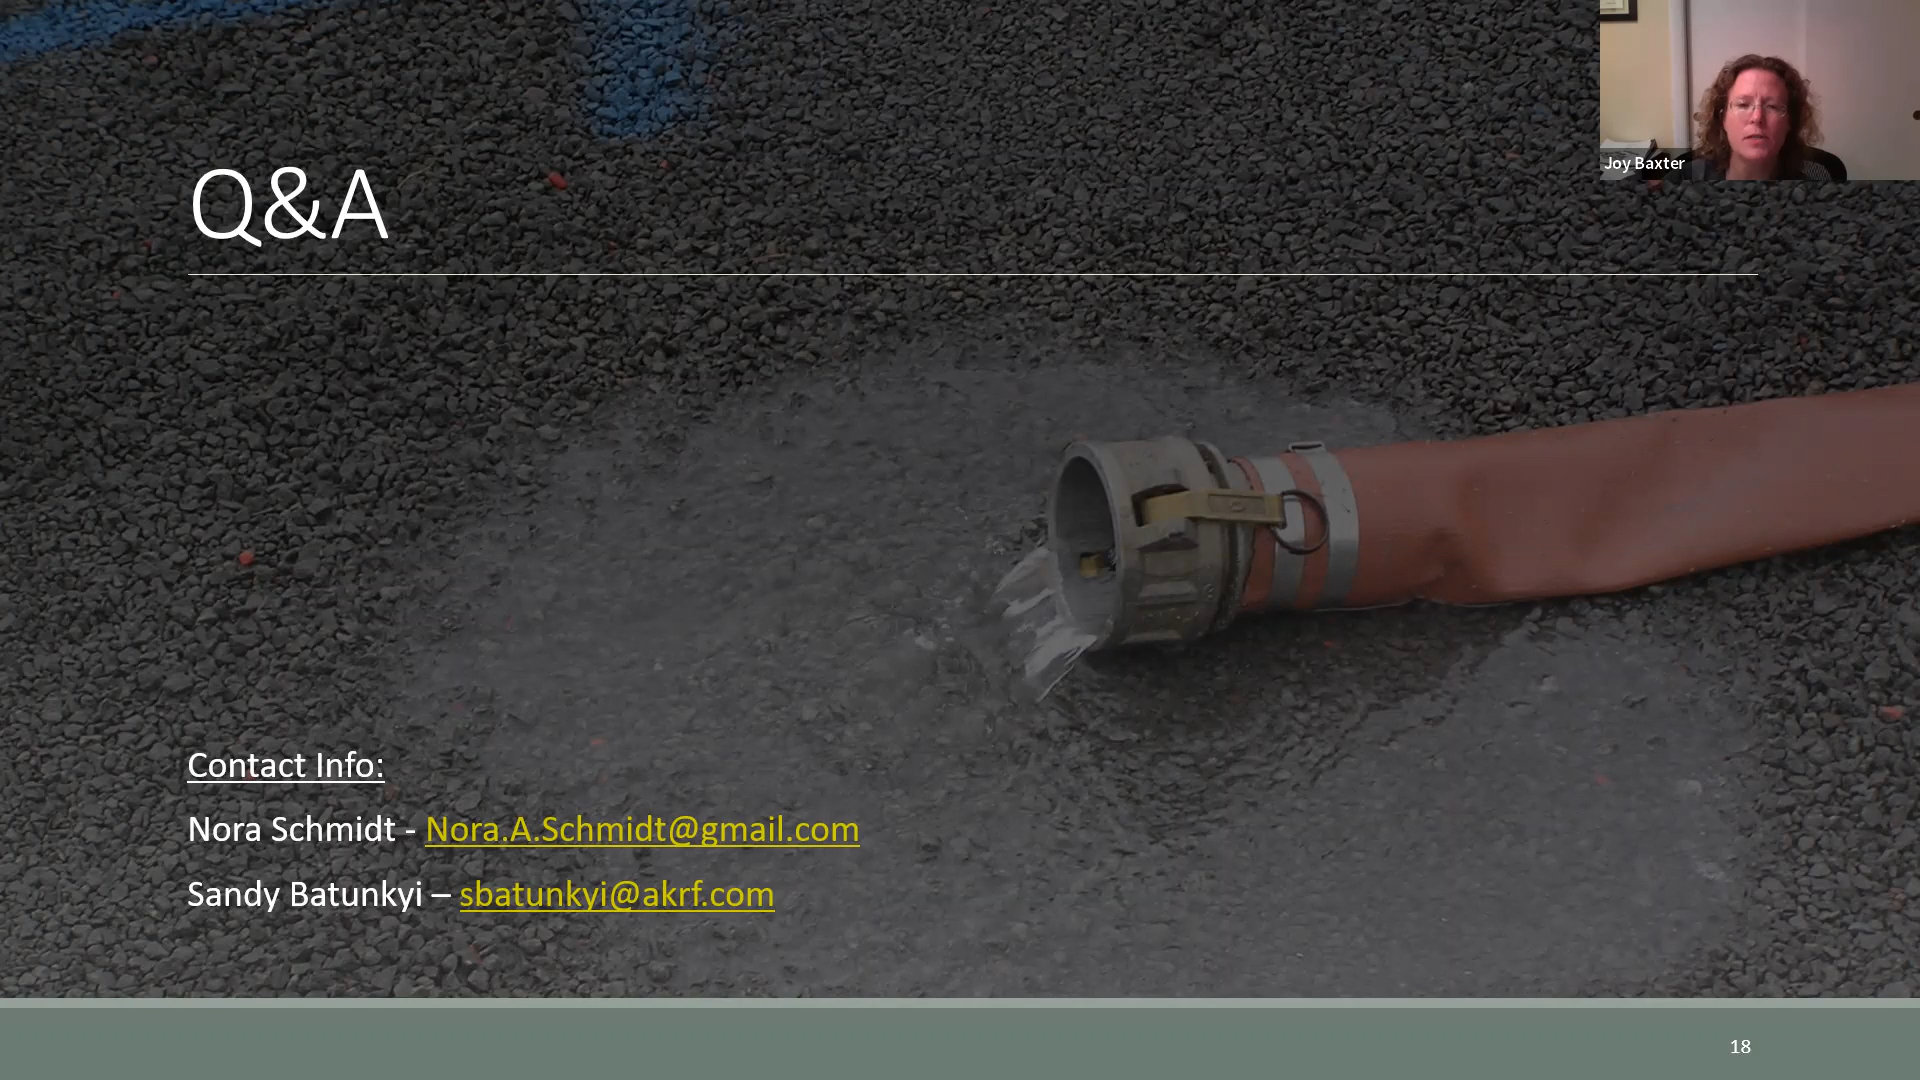 Q&A
Joy Baxter
Contact Info:
Nora Schmidt - Nora.A.Schmidt@gmail.com
Sandy Batunkyi – sbatunkyi@akrf.com
18